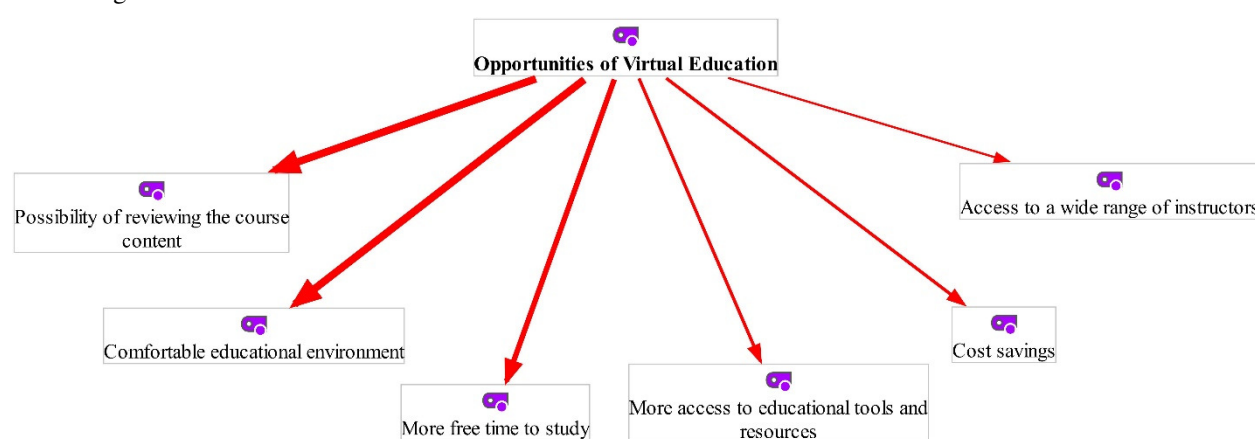 Opportunities of Virtual Education
Possibility of reviewing the course
content
Access to a wide range of instructors
Comfortable educational environment
Cost savings
More free time to study
More access to educational tools and
resources